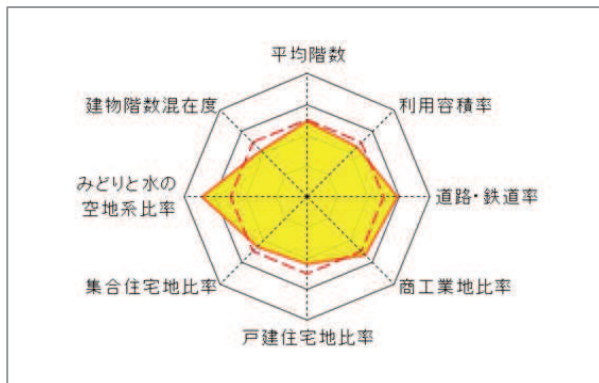 平均階数
建物階数混在度
利用容積率
みどりと水の
空地系比率
道路・鉄道率
集合住宅地比率
商工業地比率
戸建住宅地比率